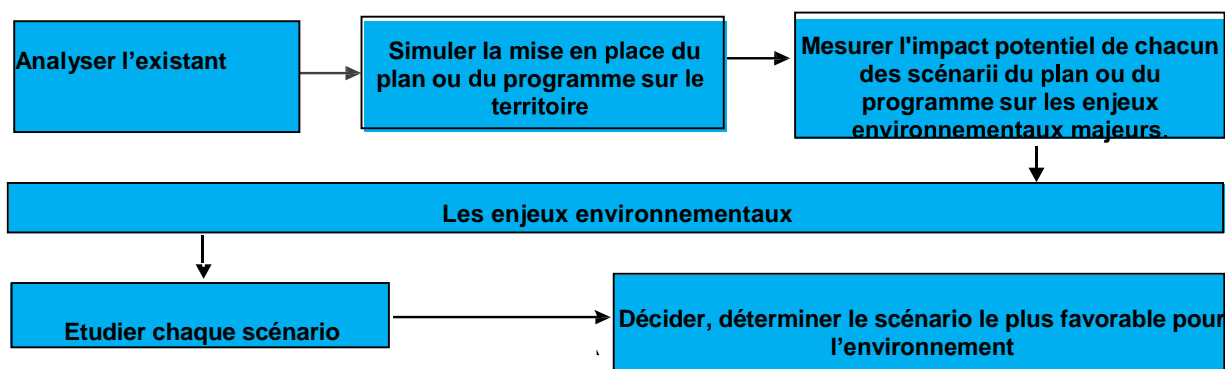 Analyser l’existant
Simuler la mise en place du
plan ou du programme sur le
territoire
Mesurer l'impact potentiel de chacun
des scénarii du plan ou du
programme sur les enjeux
environnementaux majeurs.
Les enjeux environnementaux
Etudier chaque scénario
Décider, déterminer le scénario le plus favorable pour
l’environnement